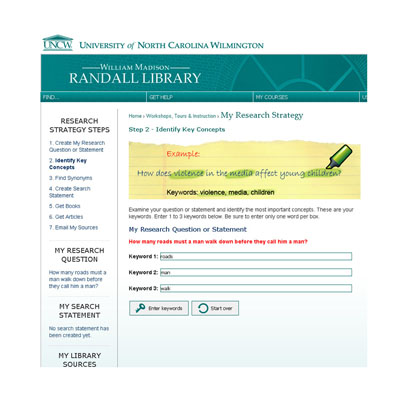 UNCW UNIVERSITY of NORTH CAROLINA WILMINGTON
WILLIAM MADISON
RANDALL LIBRARY
FIND...
GET HELP
MY COURSES
RESEARCH
STRATEGY STEPS
1. Create My Research
Question or Statement
2. Identify Key
Concepts
3. Find Synonyms
4. Create Search
Statement
5. Get Books
6. Get Articles
7. Email My Sources
MY RESEARCH
QUESTION
How many roads must a
man walk down before
they call him a man?
MY SEARCH
STATEMENT
No search statement has
been created yet.
MY LIBRARY
SOURCES
Home › Workshops, Tours & Instruction › My Research Strategy
Step 2 - Identify Key Concepts
Example:
How does violence in the media affect young children?
Keywords: violence, media, children
Examine your question or statement and identify the most important concepts. These are your
keywords. Enter 1 to 3 keywords below. Be sure to enter only one word per box.
My Research Question or Statement
How many roads must a man walk down before they call him a man?
Keyword 1: roads
Keyword 2: man
Keyword 3: walk
Enter keywords
Start over